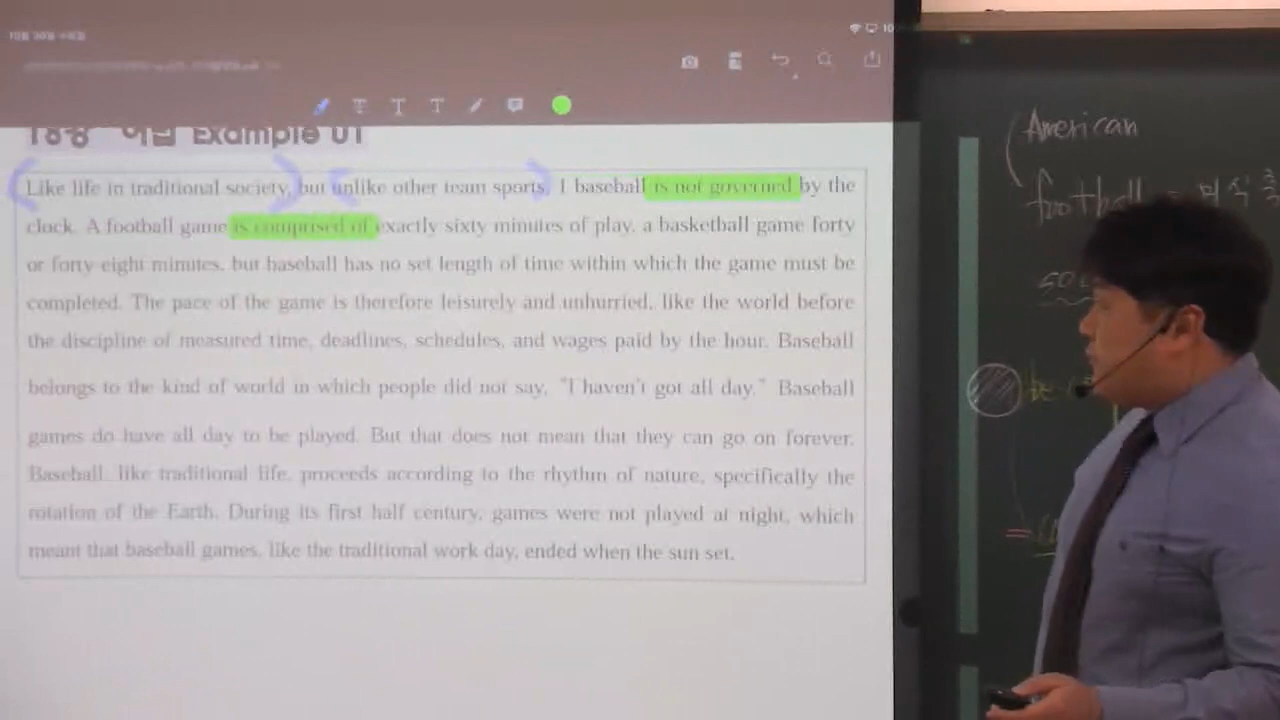 Example 01
Like life in traditional society, but unlike other team sports, baseball is not governed by the
clock. A football game is comprised of exactly sixty minutes of play, a basketball game forty
or forty-eight minutes, but baseball has no set length of time within which the game must be
completed. The pace of the game is therefore leisurely and unhurried, like the world before
the discipline of measured time, deadlines, schedules, and wages paid by the hour. Baseball
belongs to the kind of world in which people did not say, "I haven't got all day." Baseball
games do have all day to be played. But that does not mean that they can go on forever.
Baseball, like traditional life, proceeds according to the rhythm of nature, specifically the
rotation of the Earth. During its first half century, games were not played at night, which
meant that baseball games, like the traditional work day, ended when the sun set.
American
football
be